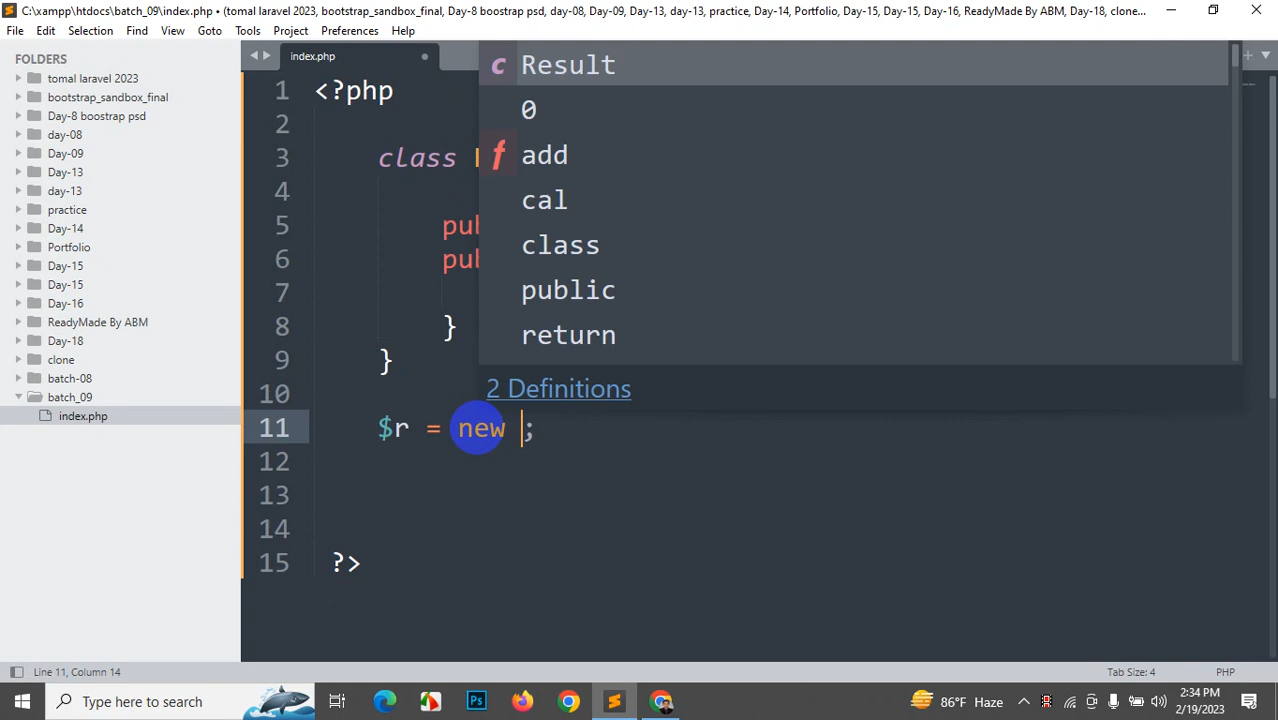 C:\xampp\htdocs\batch_09\index.php • (tomal laravel 2023, bootstrap_sandbox_final, Day-8 boostrap psd, day-08, Day-09, Day-13, day-13, practice, Day-14, Portfolio, Day-15, Day-15, Day-16, ReadyMade By ABM, Day-18, clone...
File Edit Selection Find View Goto Tools Project Preferences Help
FOLDERS
tomal laravel 2023
bootstrap_sandbox_final
Day-8 boostrap psd
day-08
Day-09
Day-13
day-13
practice
Day-14
Portfolio
Day-15
Day-15
Day-16
ReadyMade By ABM
Day-18
clone
batch-08
batch_09
index.php
index.php
1 <?php
2
3 class
4
5 pub
6 pub
7
8 }
9 }
10
11 $r = new ;
12
13
14
15 ?>
c Result
0
f add
cal
class
public
return
2 Definitions
Line 11, Column 14
Tab Size: 4
PHP
Type here to search
Ps
86°F Haze
2:34 PM
2/19/2023